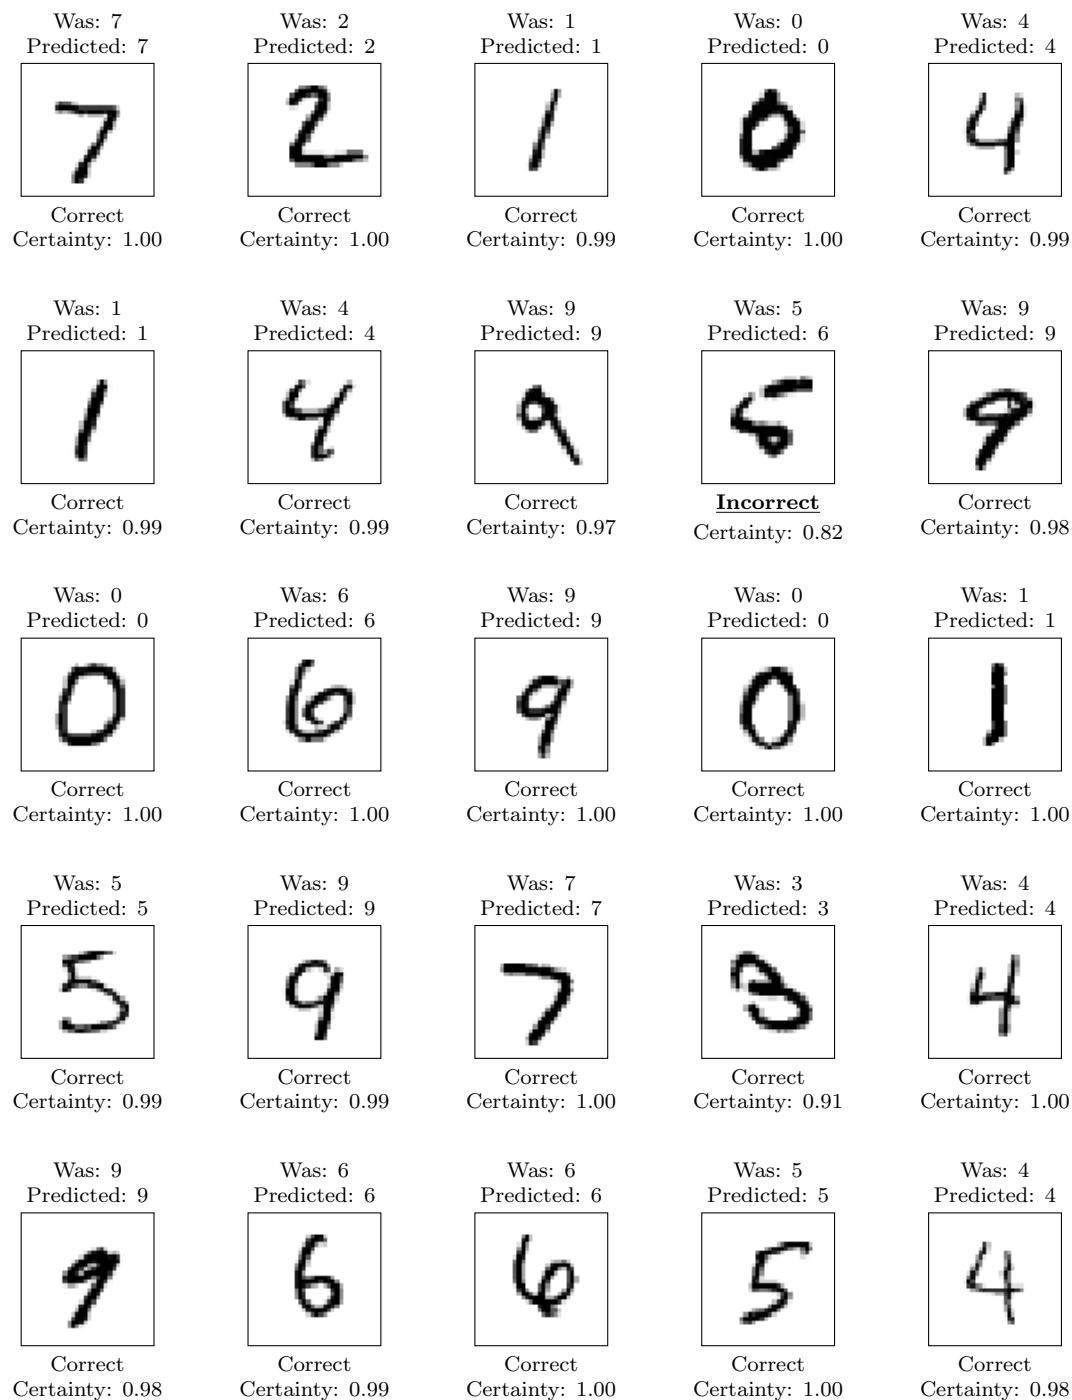 Was: 7
Predicted: 7
7
Correct
Certainty: 1.00
Was: 2
Predicted: 2
2
Correct
Certainty: 1.00
Was: 1
Predicted: 1
1
Correct
Certainty: 0.99
Was: 0
Predicted: 0
0
Correct
Certainty: 1.00
Was: 4
Predicted: 4
4
Correct
Certainty: 0.99
Was: 1
Predicted: 1
1
Correct
Certainty: 0.99
Was: 4
Predicted: 4
4
Correct
Certainty: 0.99
Was: 9
Predicted: 9
9
Correct
Certainty: 0.97
Was: 5
Predicted: 6
5
Incorrect
Certainty: 0.82
Was: 9
Predicted: 9
9
Correct
Certainty: 0.98
Was: 0
Predicted: 0
0
Correct
Certainty: 1.00
Was: 6
Predicted: 6
6
Correct
Certainty: 1.00
Was: 9
Predicted: 9
9
Correct
Certainty: 1.00
Was: 0
Predicted: 0
0
Correct
Certainty: 1.00
Was: 1
Predicted: 1
1
Correct
Certainty: 1.00
Was: 5
Predicted: 5
5
Correct
Certainty: 0.99
Was: 9
Predicted: 9
9
Correct
Certainty: 0.99
Was: 7
Predicted: 7
7
Correct
Certainty: 1.00
Was: 3
Predicted: 3
3
Correct
Certainty: 0.91
Was: 4
Predicted: 4
4
Correct
Certainty: 1.00
Was: 9
Predicted: 9
9
Correct
Certainty: 0.98
Was: 6
Predicted: 6
6
Correct
Certainty: 0.99
Was: 6
Predicted: 6
6
Correct
Certainty: 1.00
Was: 5
Predicted: 5
5
Correct
Certainty: 1.00
Was: 4
Predicted: 4
4
Correct
Certainty: 0.98